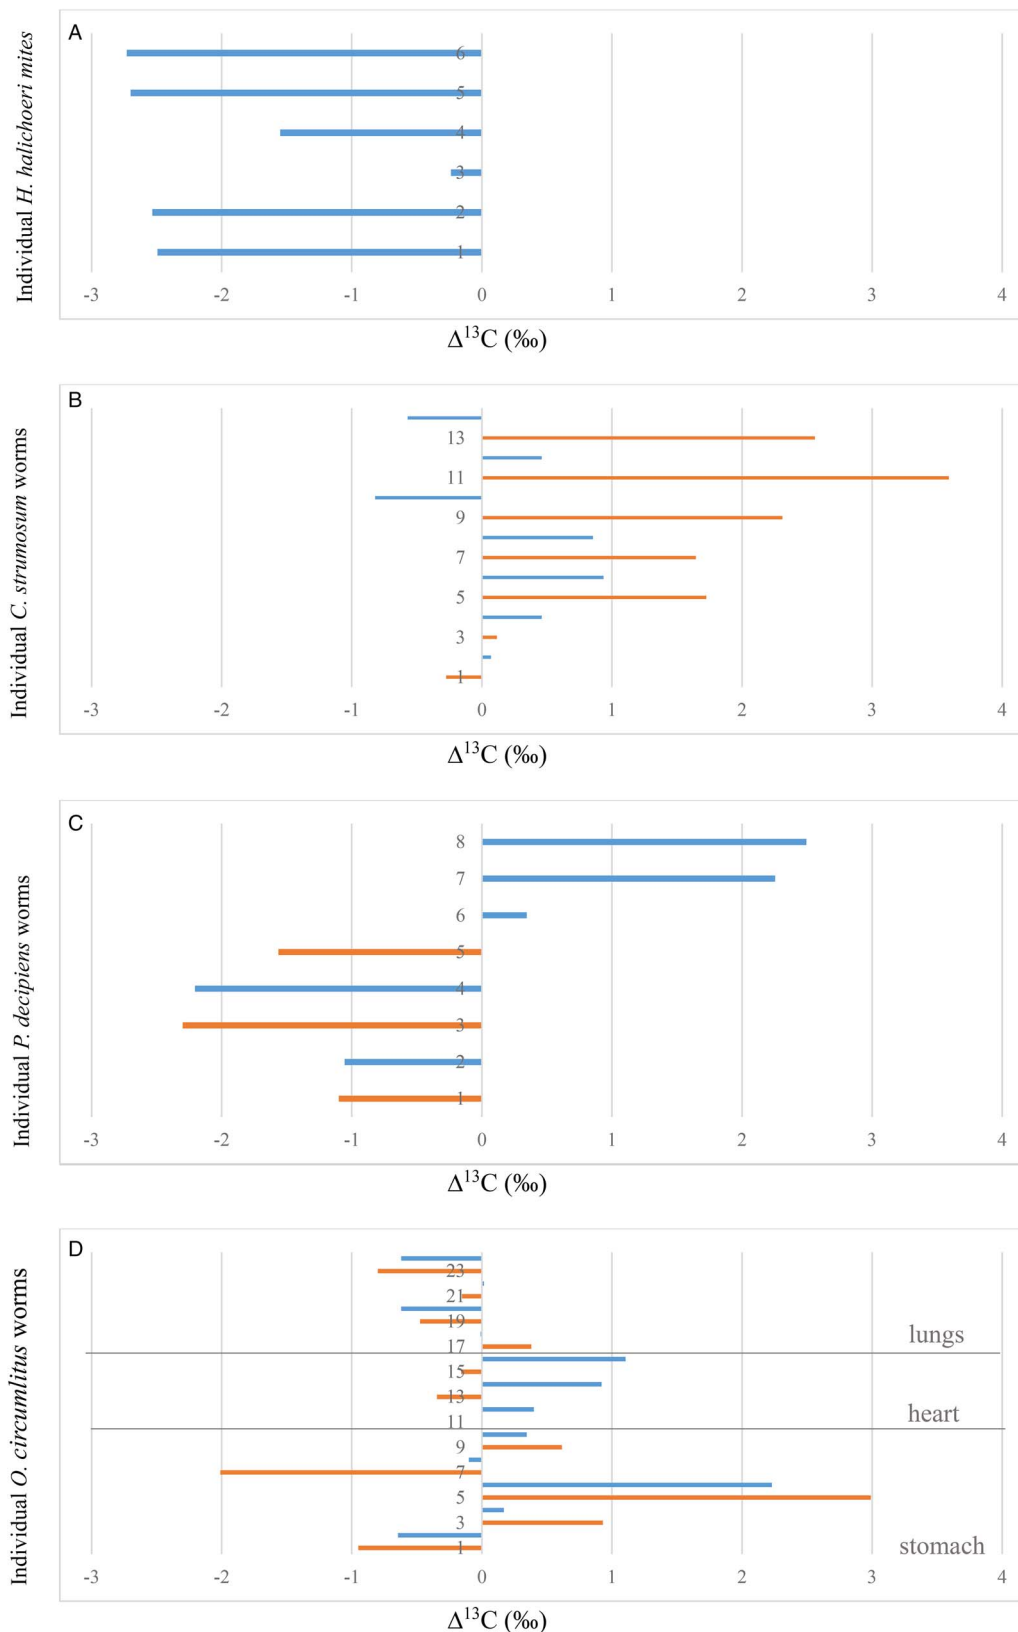 A
Individual H. halichoeri mites
6
5
4
3
2
1
-3 -2 -1 0 1 2 3 4
Δ13C (‰)
B
Individual C. strumosum worms
13
11
9
7
5
3
1
-3 -2 -1 0 1 2 3 4
Δ13C (‰)
C
Individual P. decipiens worms
8
7
6
5
4
3
2
1
-3 -2 -1 0 1 2 3 4
Δ13C (‰)
D
Individual O. circumlitus worms
23
21
19
17
lungs
15
13
11
heart
9
7
5
3
1
stomach
-3 -2 -1 0 1 2 3 4
Δ13C (‰)